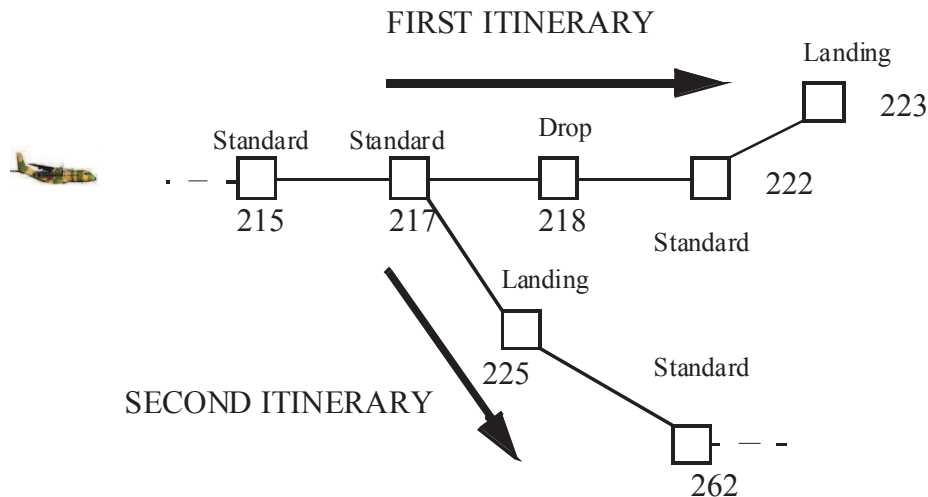 FIRST ITINERARY
Landing
223
Standard
Standard
Drop
222
215
217
218
Standard
Landing
225
Standard
SECOND ITINERARY
262